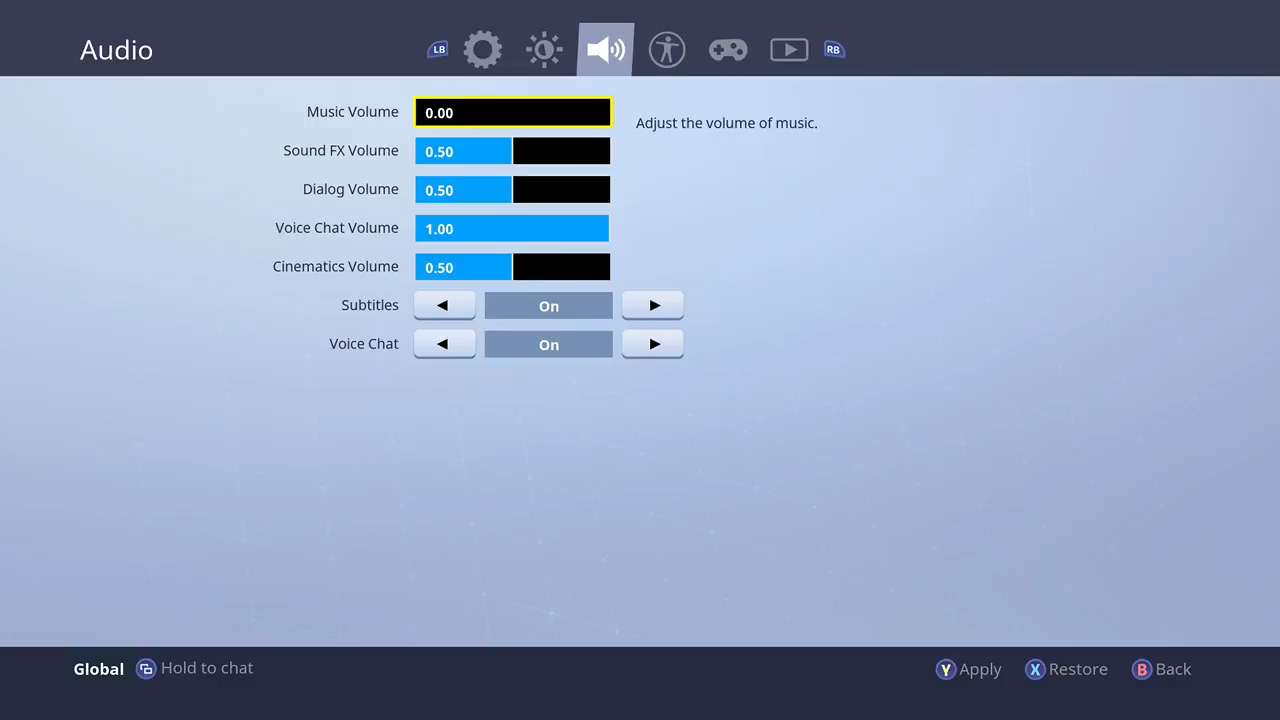 Audio
LB
RB
Music Volume
0.00
Adjust the volume of music.
Sound FX Volume
0.50
Dialog Volume
0.50
Voice Chat Volume
1.00
Cinematics Volume
0.50
Subtitles
On
Voice Chat
On
Global
Hold to chat
Y Apply
X Restore
B Back